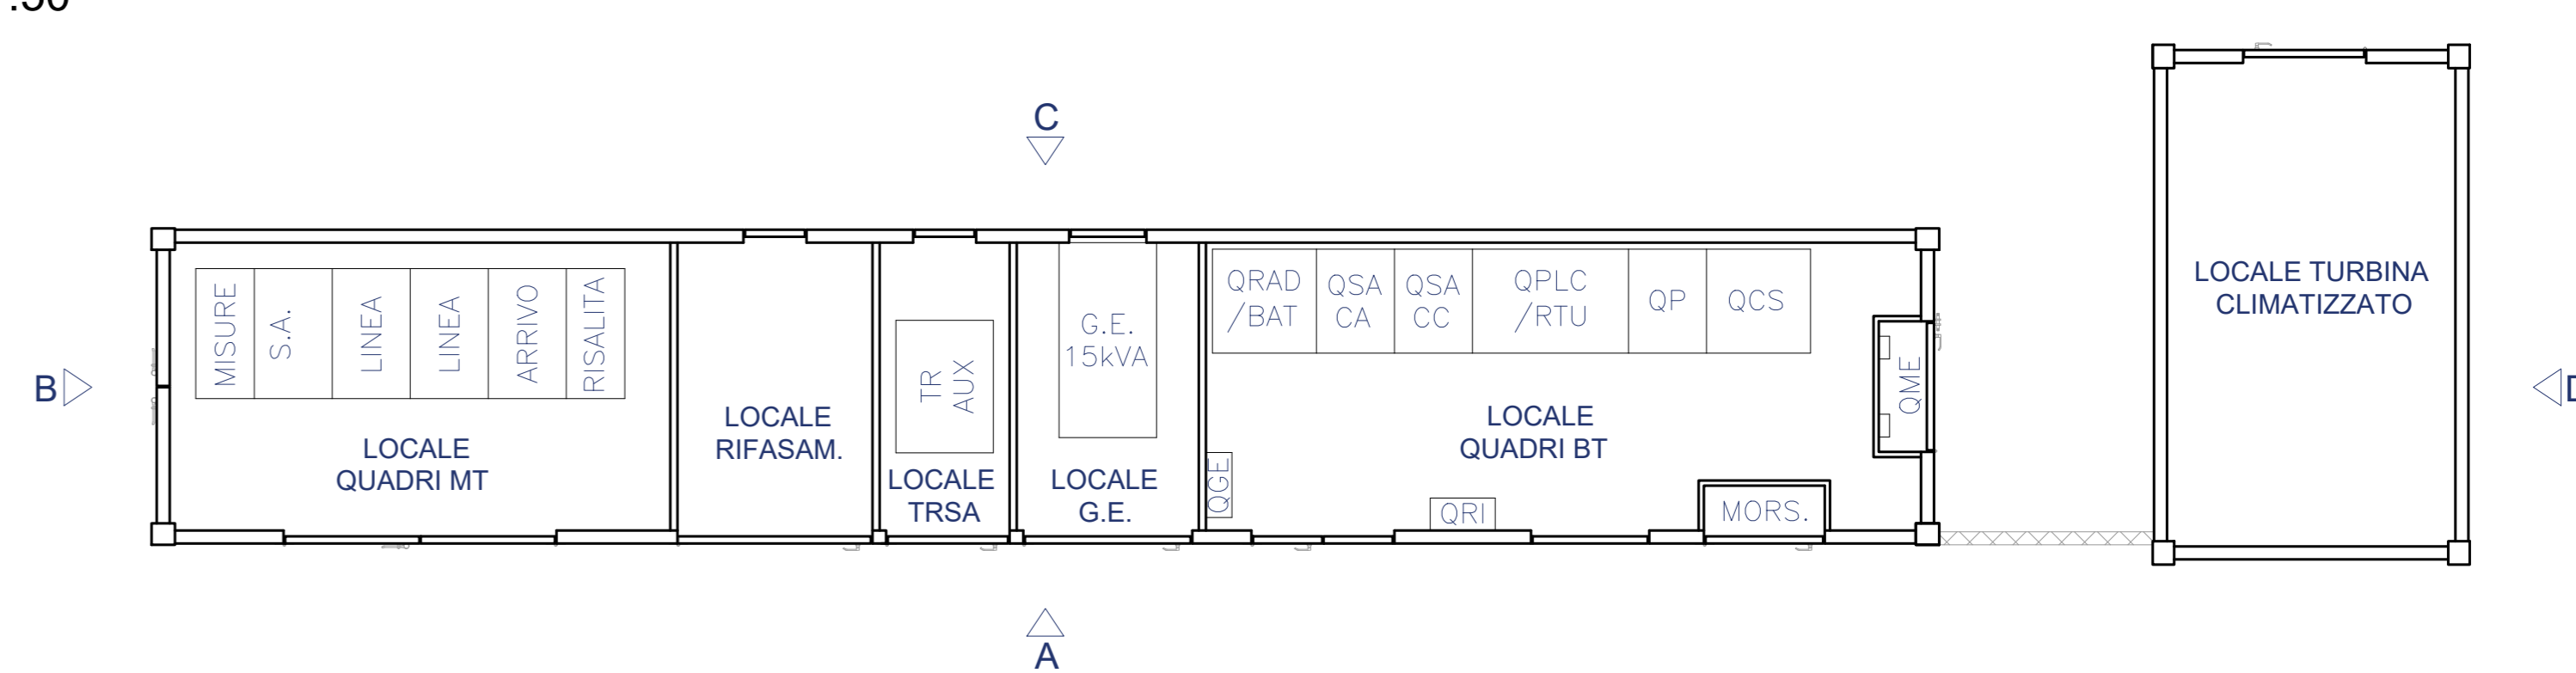 :50
C
B
MISURE
S.A.
LINEA
LINEA
ARRIVO
RISALITA
LOCALE
QUADRI MT
LOCALE
RIFASAM.
TR
AUX
LOCALE
TRSA
G.E.
15kVA
LOCALE
G.E.
QRAD
/BAT
QSA
CA
QSA
CC
QPLC
/RTU
QP
QCS
QME
LOCALE
QUADRI BT
QGE
QRI
MORS.
LOCALE TURBINA
CLIMATIZZATO
A